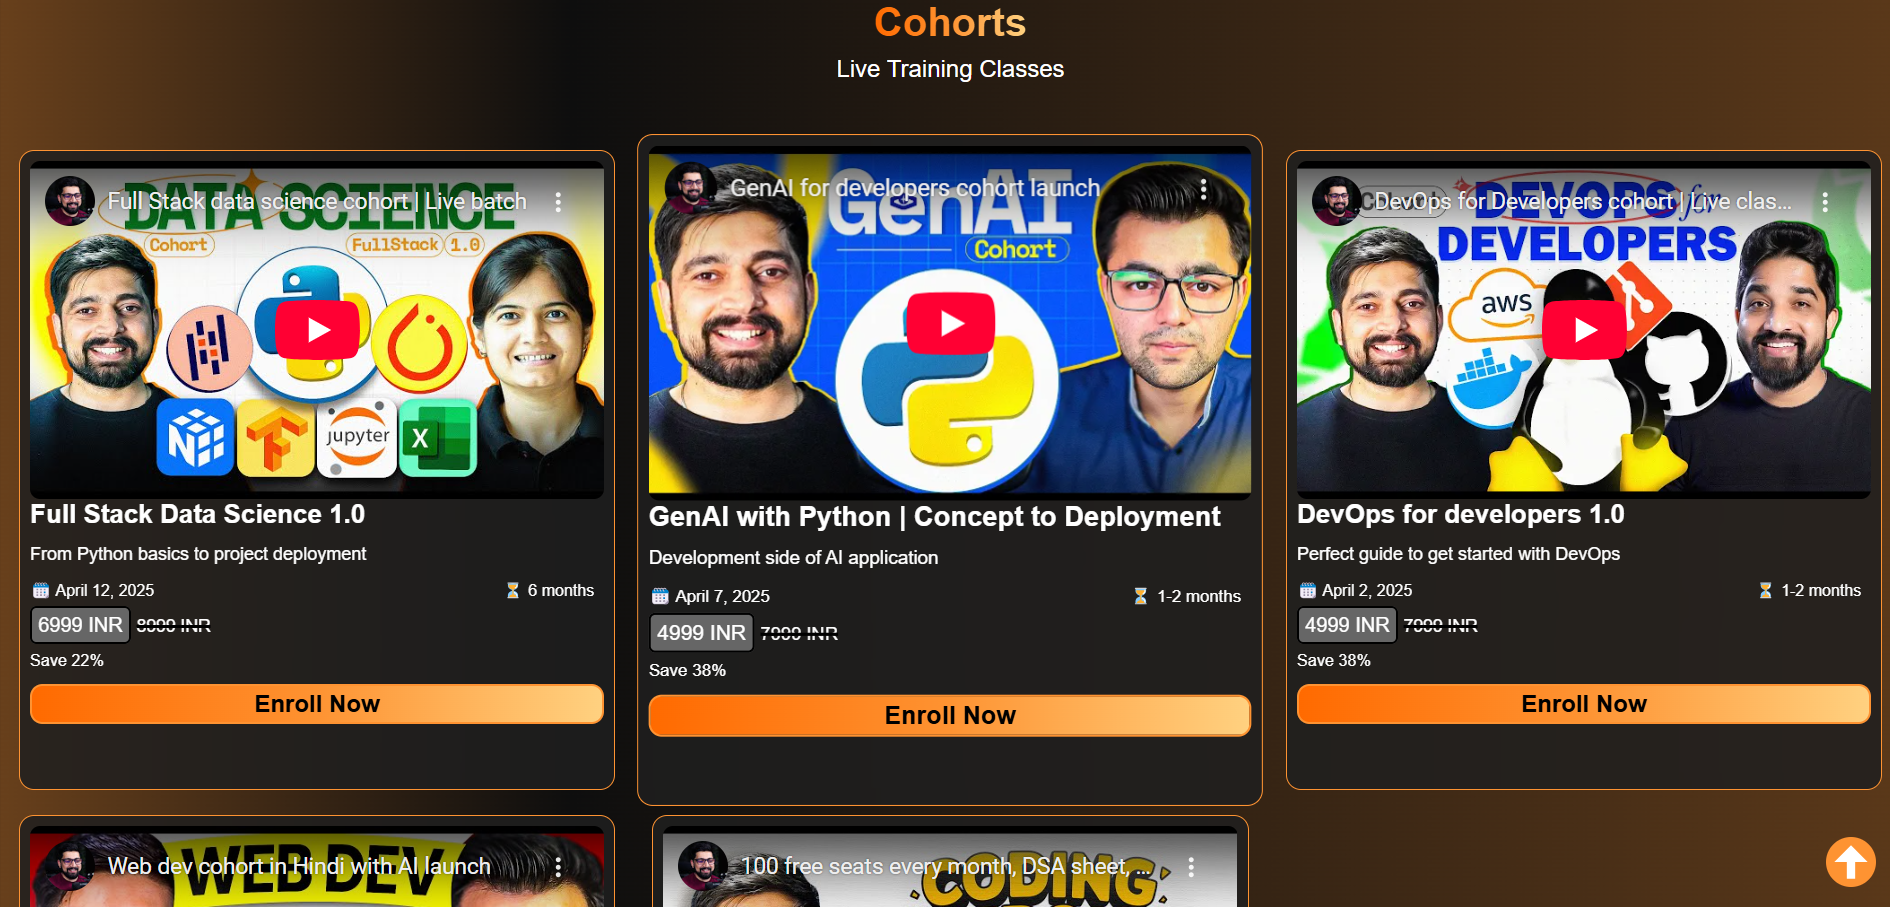 Cohorts
Live Training Classes
Full Stack data science cohort | Live batch
DATA SCIENCE
Cohort
FullStack 1.0
jupyter
X
Full Stack Data Science 1.0
From Python basics to project deployment
April 12, 2025
6 months
6999 INR 8999 INR
Save 22%
Enroll Now
GenAI for developers cohort launch
GenAI
Cohort
GenAI with Python | Concept to Deployment
Development side of AI application
April 7, 2025
1-2 months
4999 INR 7999 INR
Save 38%
Enroll Now
DevOps for Developers cohort | Live clas...
Cohort
DEVOPS for
DEVELOPERS
aws
DevOps for developers 1.0
Perfect guide to get started with DevOps
April 2, 2025
1-2 months
4999 INR 7999 INR
Save 38%
Enroll Now
Web dev cohort in Hindi with AI launch
WEB DEV
100 free seats every month, DSA sheet, ...
CODING